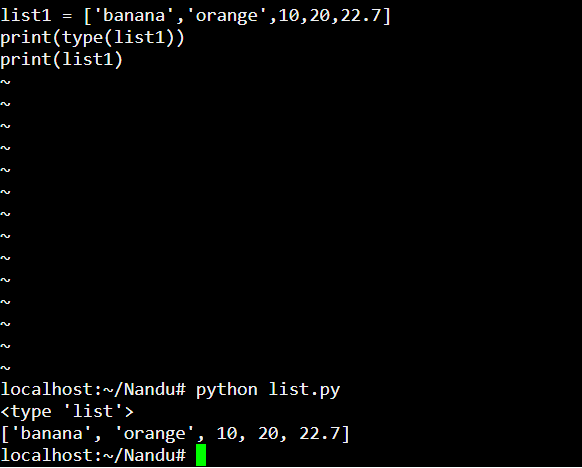 list1 = ['banana','orange',10,20,22.7]
print(type(list1))
print(list1)
~
~
~
~
~
~
~
~
~
~
~
~
~
~
localhost:~/Nandu# python list.py
<type 'list'>
['banana', 'orange', 10, 20, 22.7]
localhost:~/Nandu#